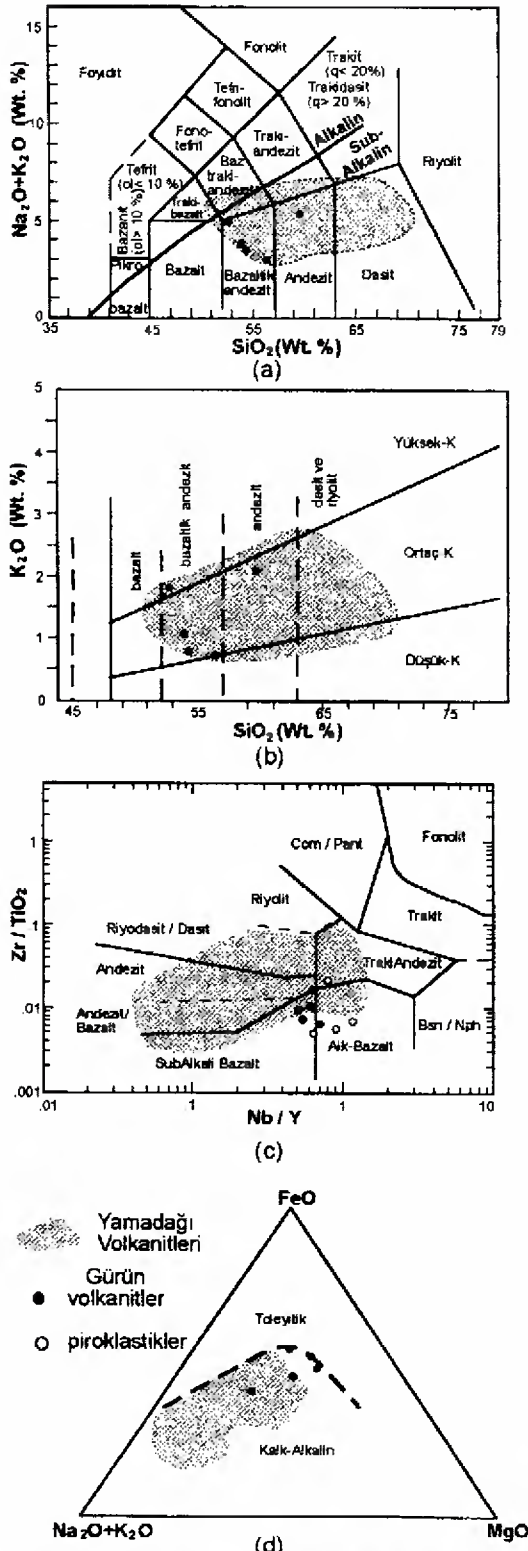 Na₂O+K₂O (Wt. %)
15
10
5
0
Foyidit
Fonolit
Tefri-
fonolit
Fono-
tefrit
Tefrit
(ol< 10 %)
Bazanit
(ol> 10 %)
Pikro
bazalt
Trakit
(q< 20%)
Trakidasit
(q> 20 %)
Traki-
andezit
Baz.
traki-
andezit
Traki-
bazalt
Alkalin
Sub-
Alkalin
Riyolit
Bazalt
Bazaltik
andezit
Andezit
Dasit
35 45 55 65 75 79
SiO₂(Wt. %)
(a)
K₂O (Wt. %)
5
4
3
2
1
0
bazalt
bazaltik andezit
andezit
dasit ve
riyolit
Yüksek-K
Ortaç-K
Düşük-K
45 55 65 75
SiO₂(Wt. %)
(b)
Zr / TiO₂
1
.1
.010
.001
Com / Pant
Fonolit
Riyolit
Trakit
Riyodasit / Dasit
TrakiAndezit
Andezit
Andezit/
Bazalt
Bsn / Nph
SubAlkali Bazalt
Alk-Bazalt
.01 .1 1 10
Nb / Y
(c)
FeO
Yamadağı
Volkanitleri
Gürün
volkanitler
piroklastikler
Toleyitik
Kalk-Alkalin
Na₂O+K₂O
MgO
(d)